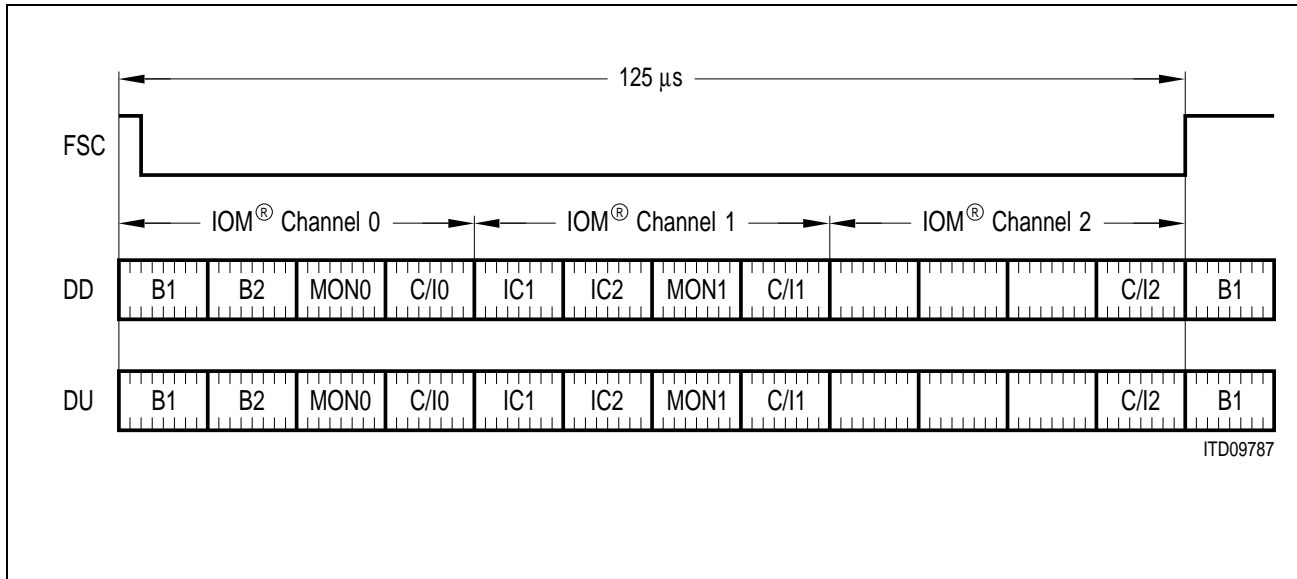 125 µs
FSC
IOM® Channel 0 IOM® Channel 1 IOM® Channel 2
DD B1 B2 MON0 C/I0 IC1 IC2 MON1 C/I1 C/I2 B1
DU B1 B2 MON0 C/I0 IC1 IC2 MON1 C/I1 C/I2 B1
ITD09787